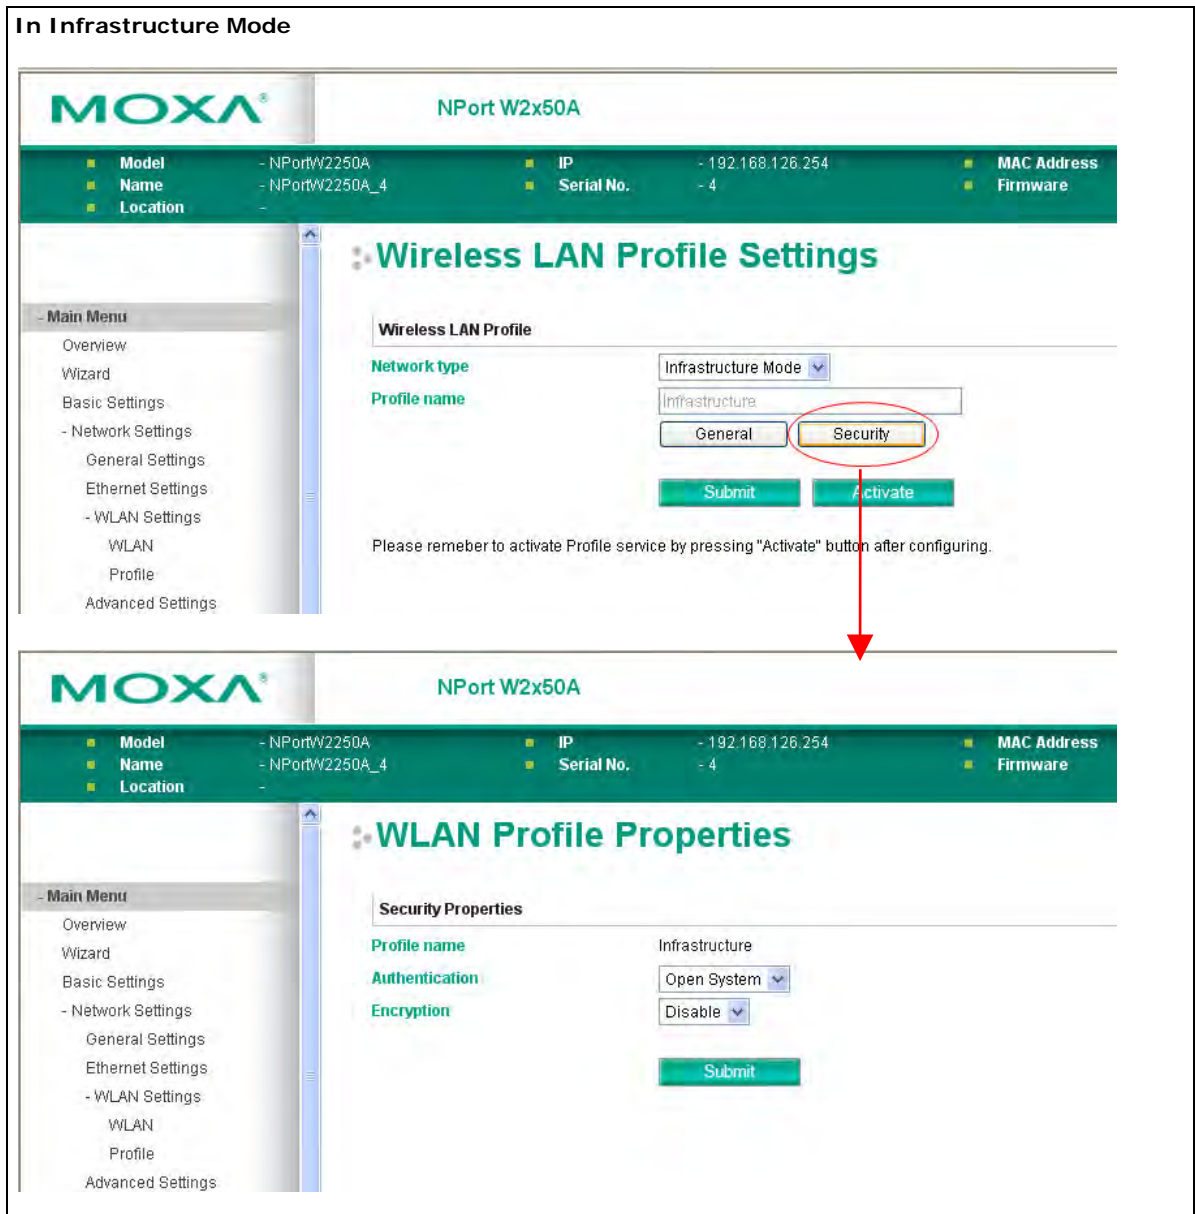 In Infrastructure Mode
MOXA®
NPort W2x50A
Model - NPortW2250A IP - 192.168.126.254 MAC Address
Name - NPortW2250A_4 Serial No. - 4 Firmware
Location -
Wireless LAN Profile Settings
- Main Menu
Overview
Wizard
Basic Settings
- Network Settings
General Settings
Ethernet Settings
- WLAN Settings
WLAN
Profile
Advanced Settings
Wireless LAN Profile
Network type Infrastructure Mode
Profile name Infrastructure
General Security
Submit Activate
Please remeber to activate Profile service by pressing "Activate" button after configuring.
MOXA®
NPort W2x50A
Model - NPortW2250A IP - 192.168.126.254 MAC Address
Name - NPortW2250A_4 Serial No. - 4 Firmware
Location -
WLAN Profile Properties
- Main Menu
Overview
Wizard
Basic Settings
- Network Settings
General Settings
Ethernet Settings
- WLAN Settings
WLAN
Profile
Advanced Settings
Security Properties
Profile name Infrastructure
Authentication Open System
Encryption Disable
Submit